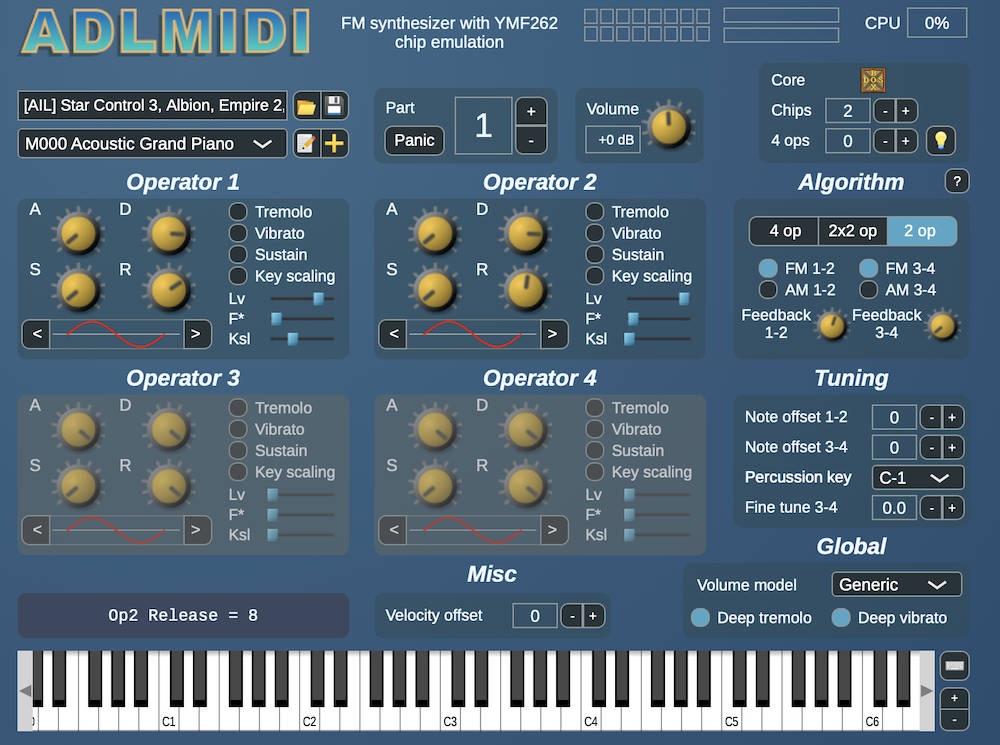 ADLMIDI
FM synthesizer with YMF262
chip emulation
CPU 0%
[AIL] Star Control 3, Albion, Empire 2,
M000 Acoustic Grand Piano
Part
Panic
1
+
-
Volume
+0 dB
Core
DOS
Chips 2 - +
4 ops 0 - +
Operator 1
A D
S R
Tremolo
Vibrato
Sustain
Key scaling
Lv
F*
Ksl
< >
Operator 2
A D
S R
Tremolo
Vibrato
Sustain
Key scaling
Lv
F*
Ksl
< >
Algorithm ?
4 op 2x2 op 2 op
FM 1-2 FM 3-4
AM 1-2 AM 3-4
Feedback
1-2
Feedback
3-4
Operator 3
A D
S R
Tremolo
Vibrato
Sustain
Key scaling
Lv
F*
Ksl
< >
Operator 4
A D
S R
Tremolo
Vibrato
Sustain
Key scaling
Lv
F*
Ksl
< >
Tuning
Note offset 1-2 0 - +
Note offset 3-4 0 - +
Percussion key C-1
Fine tune 3-4 0.0 - +
Op2 Release = 8
Misc
Velocity offset 0 - +
Global
Volume model Generic
Deep tremolo Deep vibrato
C1 C2 C3 C4 C5 C6
+
-